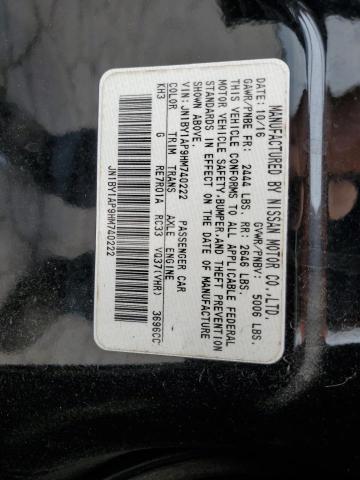 MANUFACTURED BY NISSAN MOTOR CO.,LTD.
10/16 GVWR/PNBV: 5006 LBS.
GAWR/PNBE FR: 2444 LBS. RR: 2646 LBS.
THIS VEHICLE CONFORMS TO ALL APPLICABLE FEDERAL
MOTOR VEHICLE SAFETY,BUMPER,AND THEFT PREVENTION
STANDARDS IN EFFECT ON THE DATE OF MANUFACTURE
SHOWN ABOVE.
VIN:JN1BY1AP9HM740222 PASSENGER CAR
COLOR TRIM TRANS AXLE ENGINE
KH3 G RE7R01A RC33 VQ37(VHR) 3696CC
JN1BY1AP9HM740222